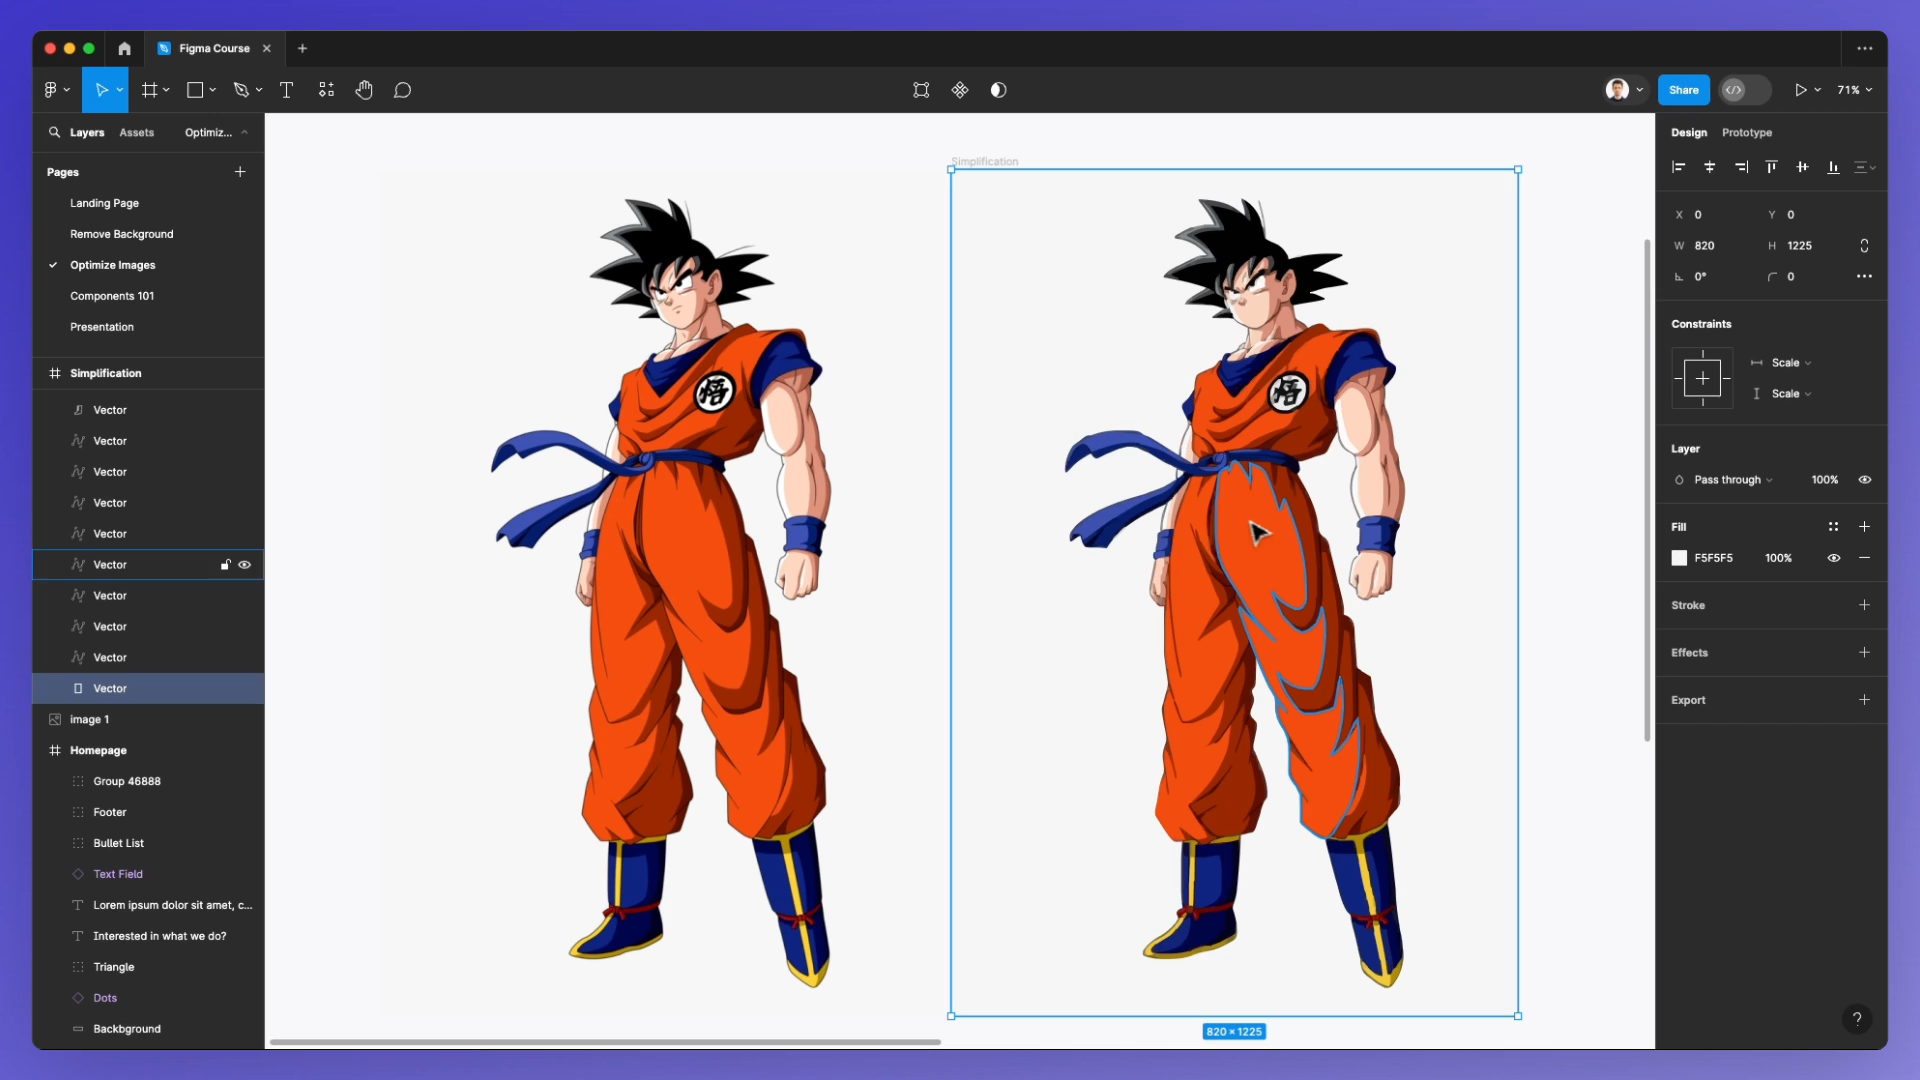 Figma Course
Share
71%
Layers
Assets
Optimiz...
Pages
Landing Page
Remove Background
Optimize Images
Components 101
Presentation
Simplification
Vector
Vector
Vector
Vector
Vector
Vector
Vector
Vector
Vector
Vector
image 1
Homepage
Group 46888
Footer
Bullet List
Text Field
Lorem ipsum dolor sit amet, c...
Interested in what we do?
Triangle
Dots
Backbground
悟
Simplification
悟
820 × 1225
Design
Prototype
X 0
Y 0
W 820
H 1225
0°
0
Constraints
Scale
Scale
Layer
Pass through
100%
Fill
F5F5F5
100%
Stroke
Effects
Export
?